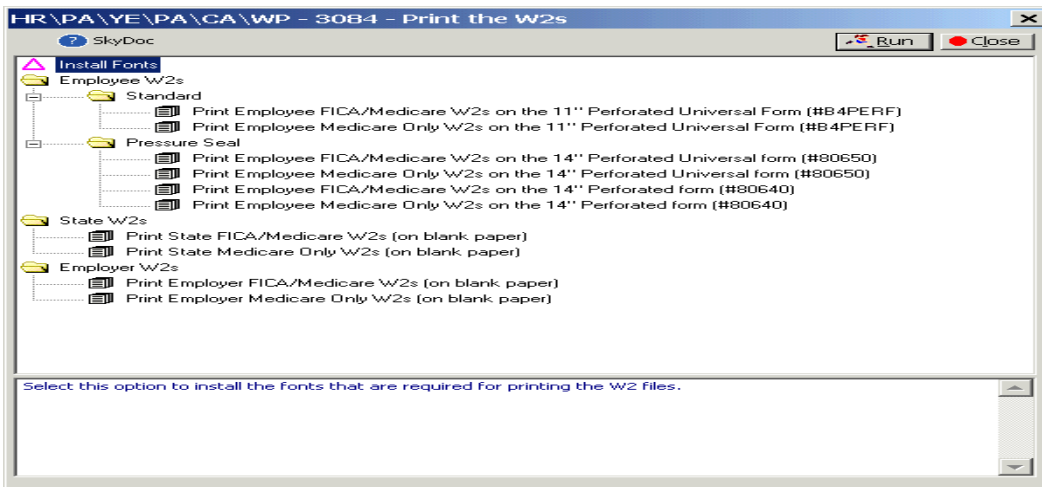 HR\PA\YE\PA\CA\WP - 3084 - Print the W2s
? SkyDoc Run Close
Install Fonts
Employee W2s
Standard
Print Employee FICA/Medicare W2s on the 11'' Perforated Universal Form (#B4PERF)
Print Employee Medicare Only W2s on the 11'' Perforated Universal Form (#B4PERF)
Pressure Seal
Print Employee FICA/Medicare W2s on the 14'' Perforated Universal form (#80650)
Print Employee Medicare Only W2s on the 14'' Perforated Universal form (#80650)
Print Employee FICA/Medicare W2s on the 14'' Perforated form (#80640)
Print Employee Medicare Only W2s on the 14'' Perforated form (#80640)
State W2s
Print State FICA/Medicare W2s (on blank paper)
Print State Medicare Only W2s (on blank paper)
Employer W2s
Print Employer FICA/Medicare W2s (on blank paper)
Print Employer Medicare Only W2s (on blank paper)
Select this option to install the fonts that are required for printing the W2 files.